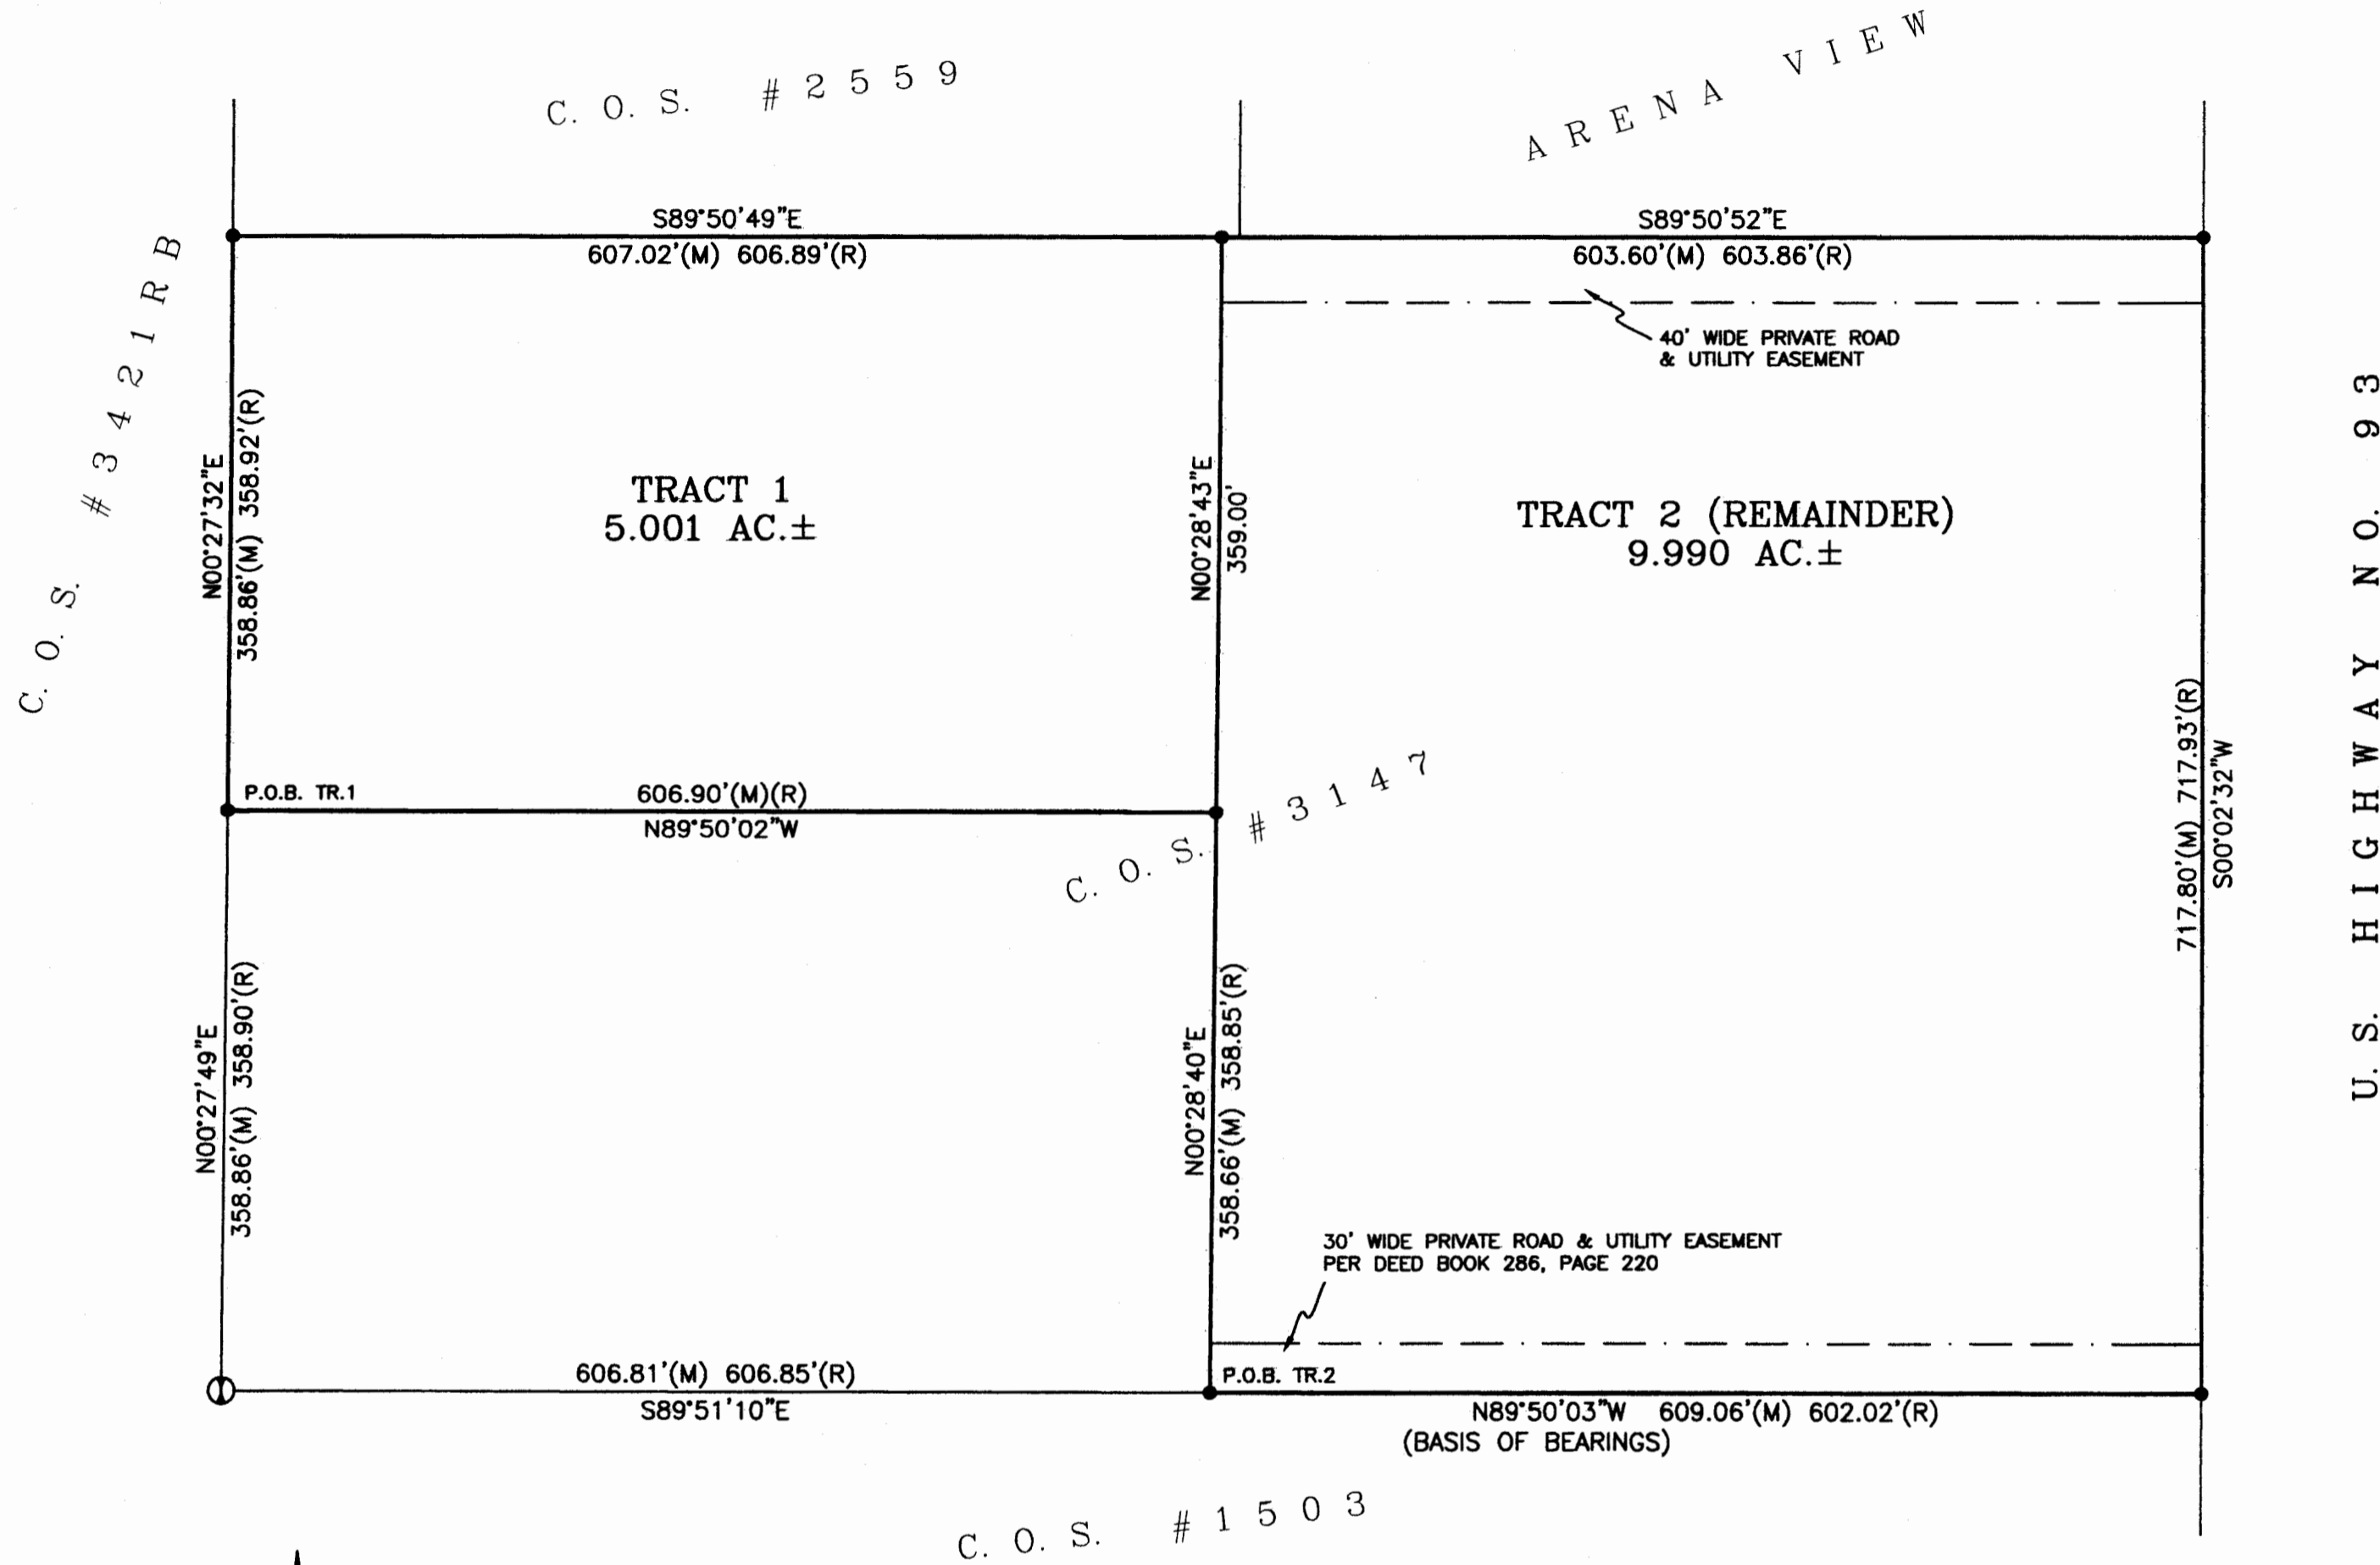 C. O. S. #2559
ARENA VIEW
S89°50'49"E
607.02'(M) 606.89'(R)
S89°50'52"E
603.60'(M) 603.86'(R)
40' WIDE PRIVATE ROAD
& UTILITY EASEMENT
C. O. S. #3421RB
N00°27'32"E
358.86'(M) 358.92'(R)
TRACT 1
5.001 AC.±
N00°28'43"E
359.00'
TRACT 2 (REMAINDER)
9.990 AC.±
U. S. HIGHWAY NO. 93
717.80'(M) 717.93'(R)
S00°02'32"W
P.O.B. TR.1
606.90'(M)(R)
N89°50'02"W
C. O. S. #3147
N00°27'49"E
358.86'(M) 358.90'(R)
N00°28'40"E
358.66'(M) 358.85'(R)
30' WIDE PRIVATE ROAD & UTILITY EASEMENT
PER DEED BOOK 286, PAGE 220
606.81'(M) 606.85'(R)
S89°51'10"E
P.O.B. TR.2
N89°50'03"W 609.06'(M) 602.02'(R)
(BASIS OF BEARINGS)
C. O. S. #1503